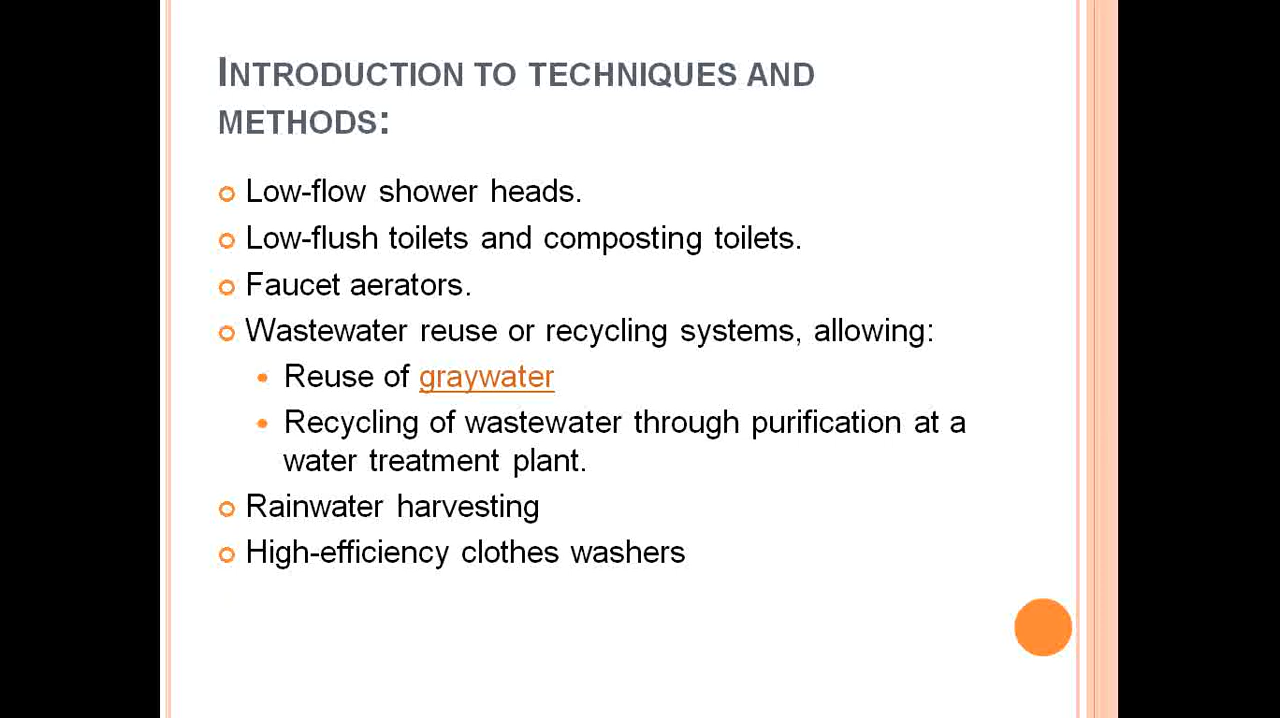 INTRODUCTION TO TECHNIQUES AND
METHODS:
Low-flow shower heads.
Low-flush toilets and composting toilets.
Faucet aerators.
Wastewater reuse or recycling systems, allowing:
Reuse of graywater
Recycling of wastewater through purification at a
water treatment plant.
Rainwater harvesting
High-efficiency clothes washers